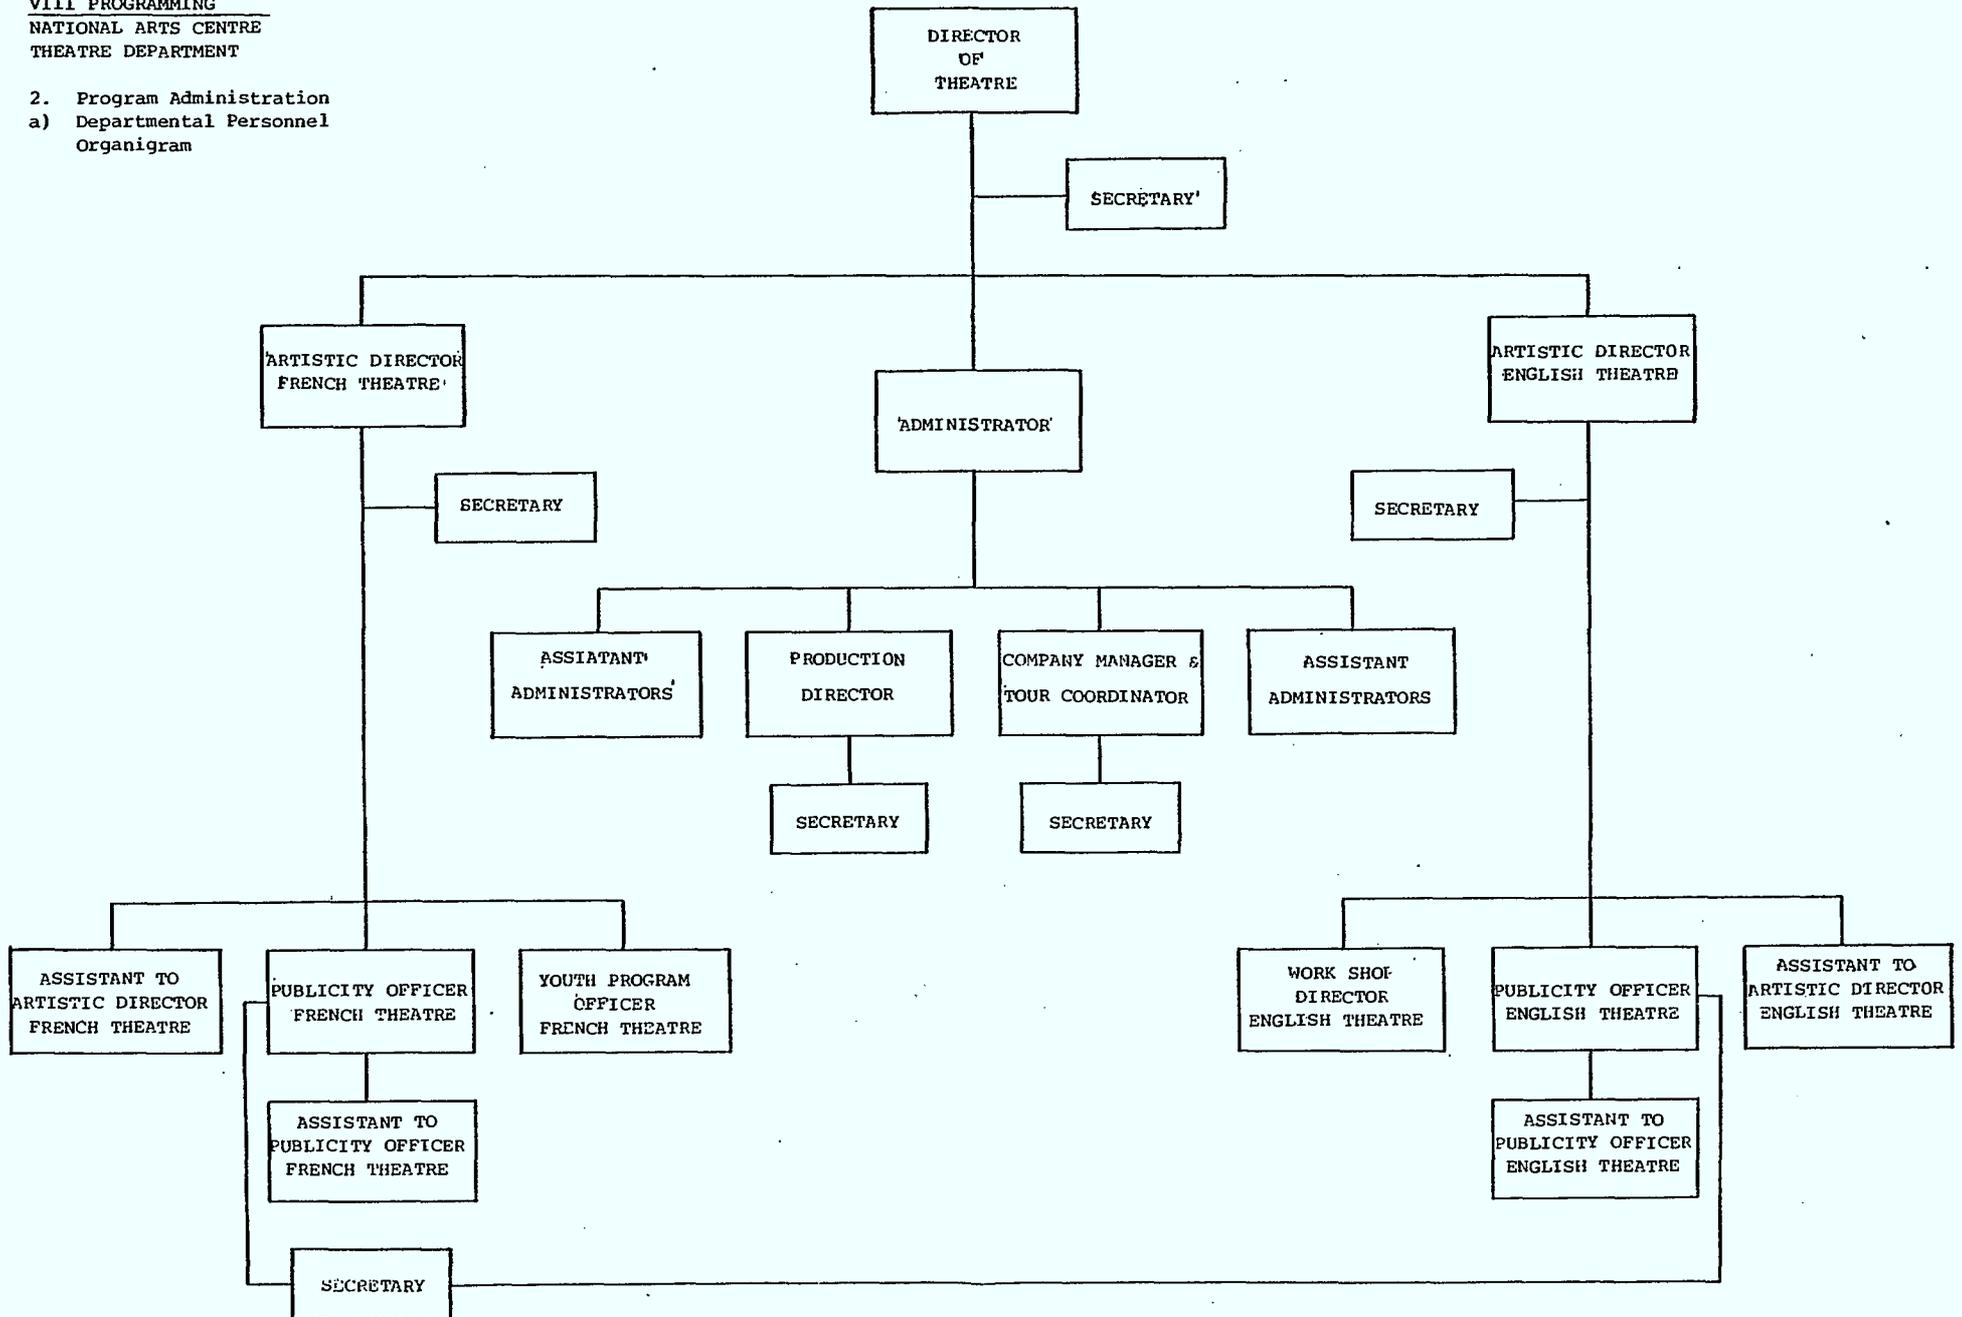 VIII PROGRAMMING
NATIONAL ARTS CENTRE
THEATRE DEPARTMENT
2. Program Administration
a) Departmental Personnel
Organigram
DIRECTOR
OF
THEATRE
SECRETARY
ARTISTIC DIRECTOR
FRENCH THEATRE
ADMINISTRATOR
ARTISTIC DIRECTOR
ENGLISH THEATRE
SECRETARY
SECRETARY
ASSIATANT
ADMINISTRATORS
PRODUCTION
DIRECTOR
COMPANY MANAGER &
TOUR COORDINATOR
ASSISTANT
ADMINISTRATORS
SECRETARY
SECRETARY
ASSISTANT TO
ARTISTIC DIRECTOR
FRENCH THEATRE
PUBLICITY OFFICER
FRENCH THEATRE
YOUTH PROGRAM
OFFICER
FRENCH THEATRE
WORK SHOP
DIRECTOR
ENGLISH THEATRE
PUBLICITY OFFICER
ENGLISH THEATRE
ASSISTANT TO
ARTISTIC DIRECTOR
ENGLISH THEATRE
ASSISTANT TO
PUBLICITY OFFICER
FRENCH THEATRE
ASSISTANT TO
PUBLICITY OFFICER
ENGLISH THEATRE
SECRETARY